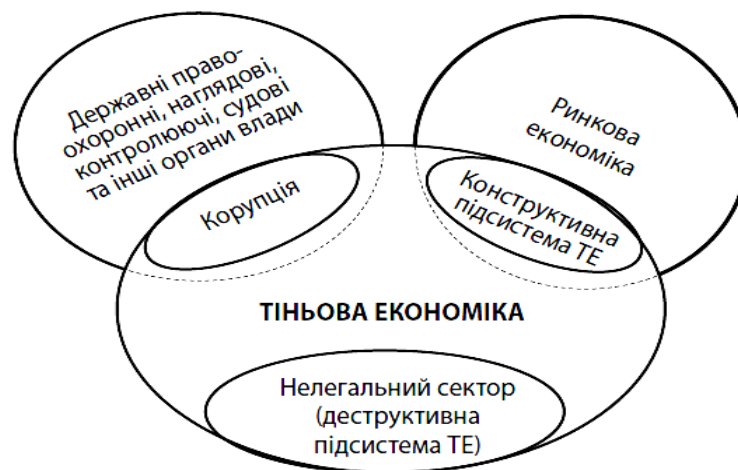 Державні право-
охоронні, наглядові,
контролюючі, судові
та інші органи влади
Ринкова
економіка
Корупція
Конструктивна
підсистема ТЕ
ТІНЬОВА ЕКОНОМІКА
Нелегальний сектор
(деструктивна
підсистема ТЕ)